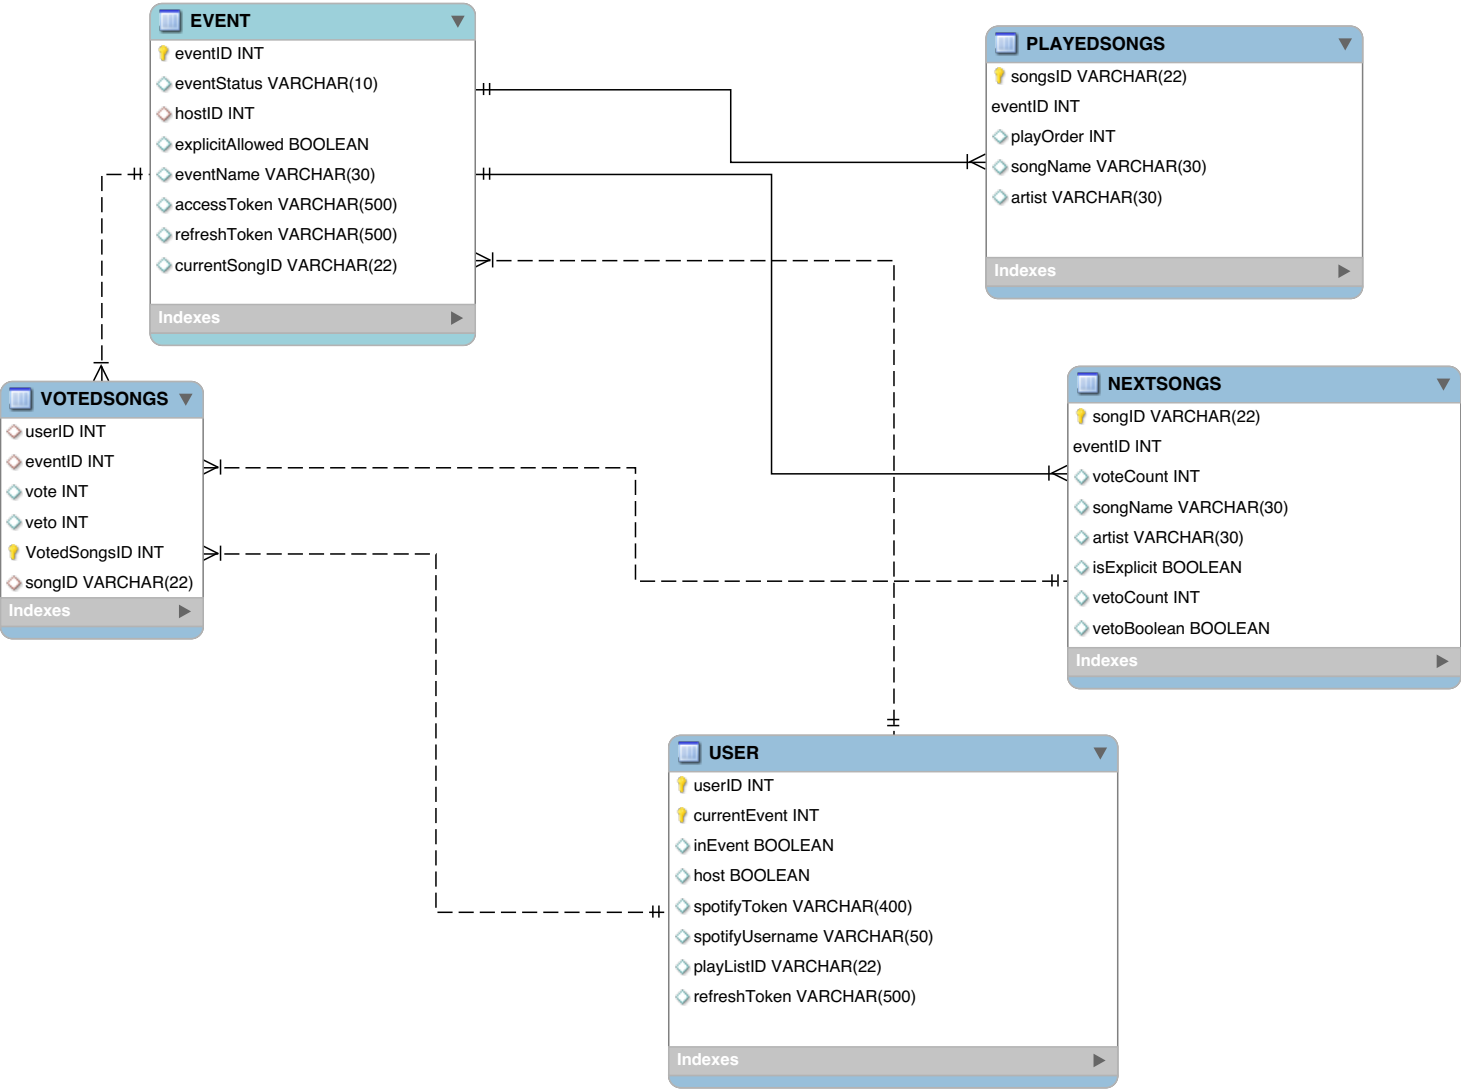 EVENT
eventID INT
eventStatus VARCHAR(10)
hostID INT
explicitAllowed BOOLEAN
eventName VARCHAR(30)
accessToken VARCHAR(500)
refreshToken VARCHAR(500)
currentSongID VARCHAR(22)
Indexes
PLAYEDSONGS
songsID VARCHAR(22)
eventID INT
playOrder INT
songName VARCHAR(30)
artist VARCHAR(30)
Indexes
VOTEDSONGS
userID INT
eventID INT
vote INT
veto INT
VotedSongsID INT
songID VARCHAR(22)
Indexes
NEXTSONGS
songID VARCHAR(22)
eventID INT
voteCount INT
songName VARCHAR(30)
artist VARCHAR(30)
isExplicit BOOLEAN
vetoCount INT
vetoBoolean BOOLEAN
Indexes
USER
userID INT
currentEvent INT
inEvent BOOLEAN
host BOOLEAN
spotifyToken VARCHAR(400)
spotifyUsername VARCHAR(50)
playListID VARCHAR(22)
refreshToken VARCHAR(500)
Indexes